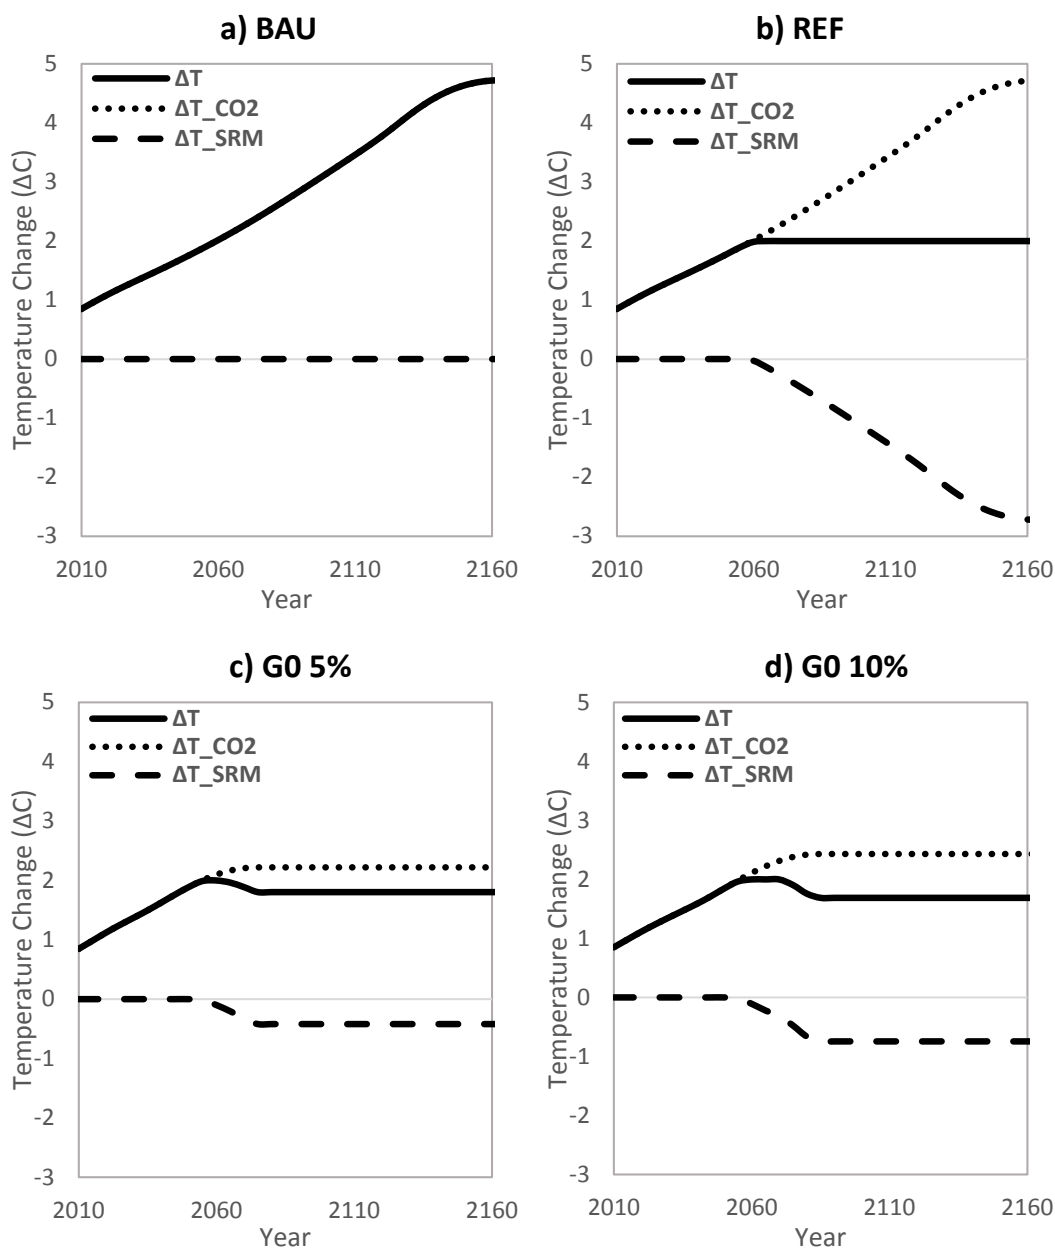 a) BAU
5
4
3
2
1
0
-1
-2
-3
Temperature Change (ΔC)
ΔT
ΔT_CO2
ΔT_SRM
2010 2060 2110 2160
Year
b) REF
5
4
3
2
1
0
-1
-2
-3
Temperature Change (ΔC)
ΔT
ΔT_CO2
ΔT_SRM
2010 2060 2110 2160
Year
c) G0 5%
5
4
3
2
1
0
-1
-2
-3
Temperature Change (ΔC)
ΔT
ΔT_CO2
ΔT_SRM
2010 2060 2110 2160
Year
d) G0 10%
5
4
3
2
1
0
-1
-2
-3
Temperature Change (ΔC)
ΔT
ΔT_CO2
ΔT_SRM
2010 2060 2110 2160
Year